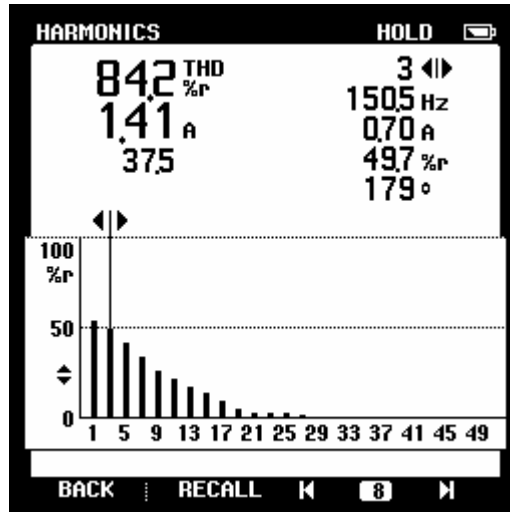 HARMONICS HOLD
84.2 THD %r 3
1.41 A 150.5 Hz
37.5 0.70 A
49.7 %r
179 °
100
%r
50
0
1 5 9 13 17 21 25 29 33 37 41 45 49
BACK RECALL 8